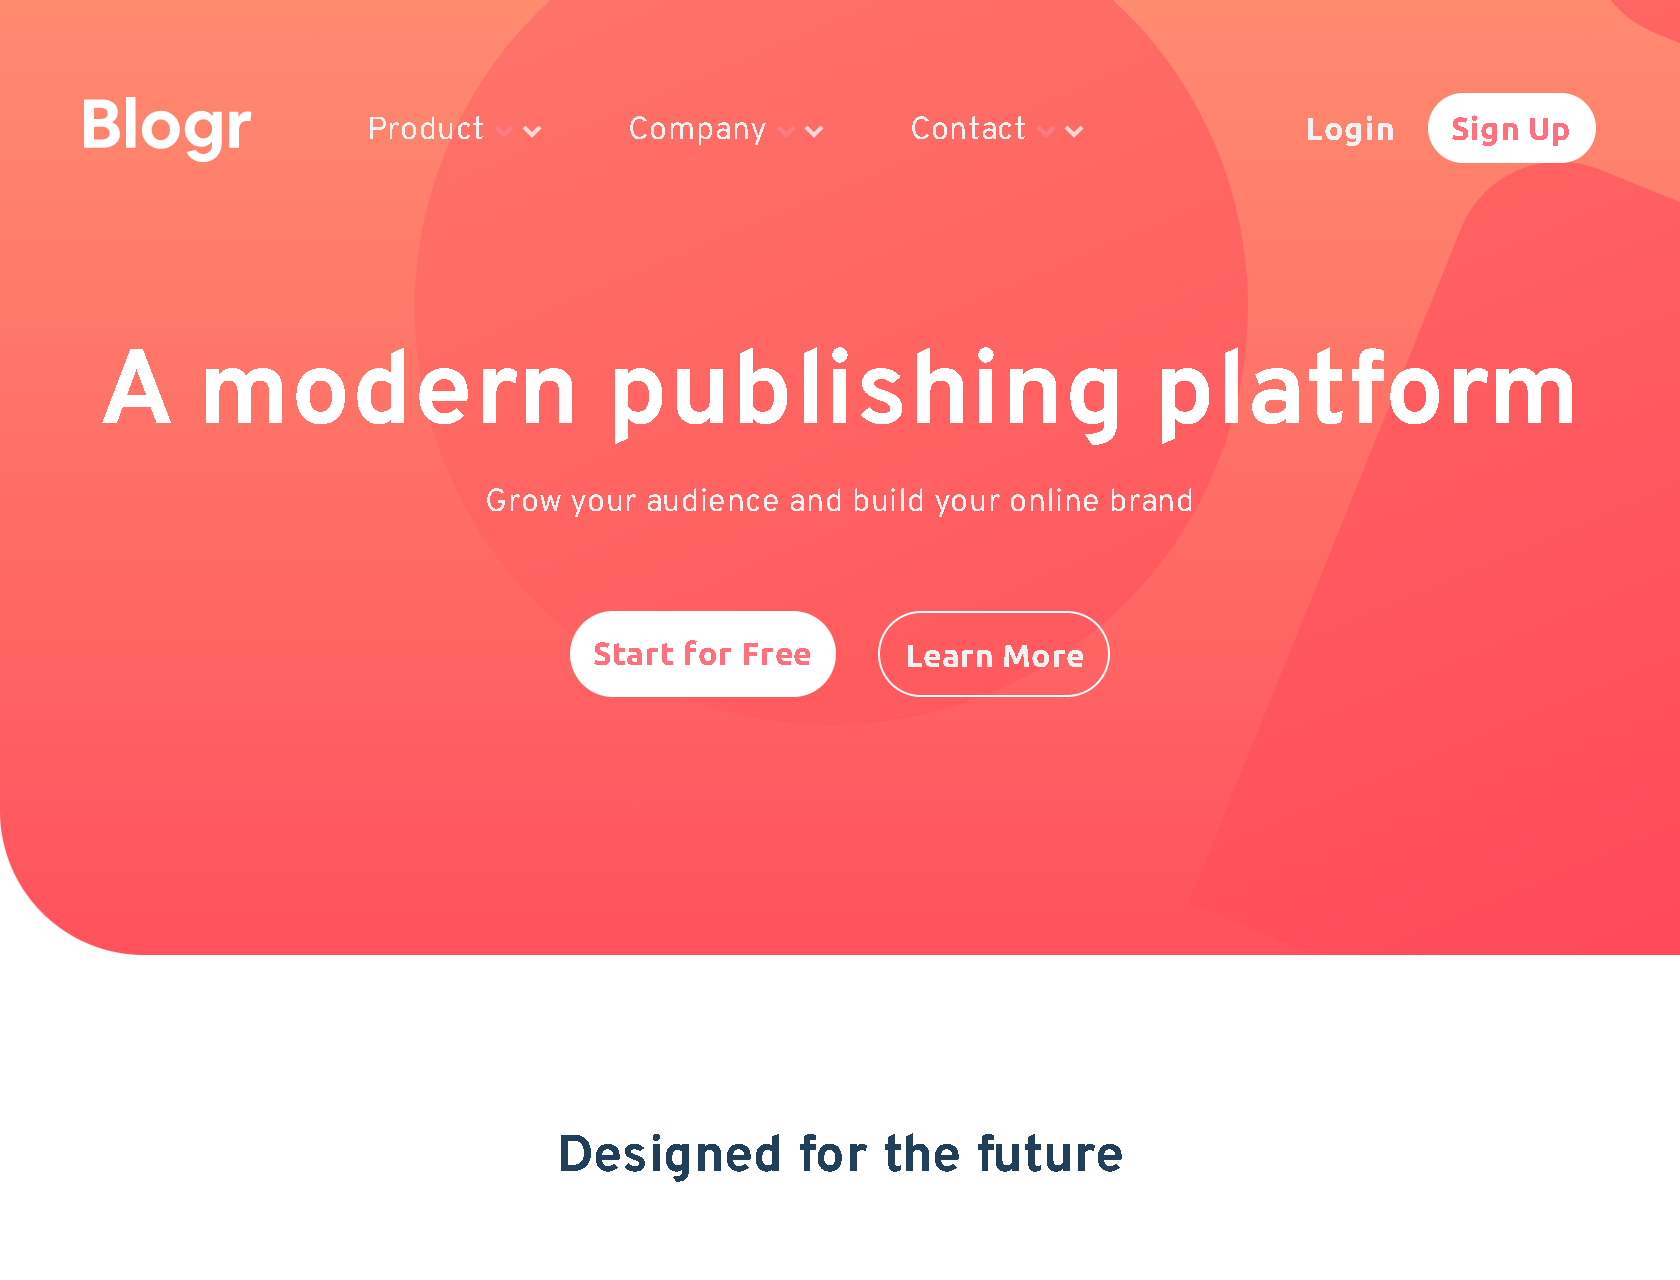 Blogr Product Company Contact Login Sign Up
A modern publishing platform
Grow your audience and build your online brand
Start for Free Learn More
Designed for the future